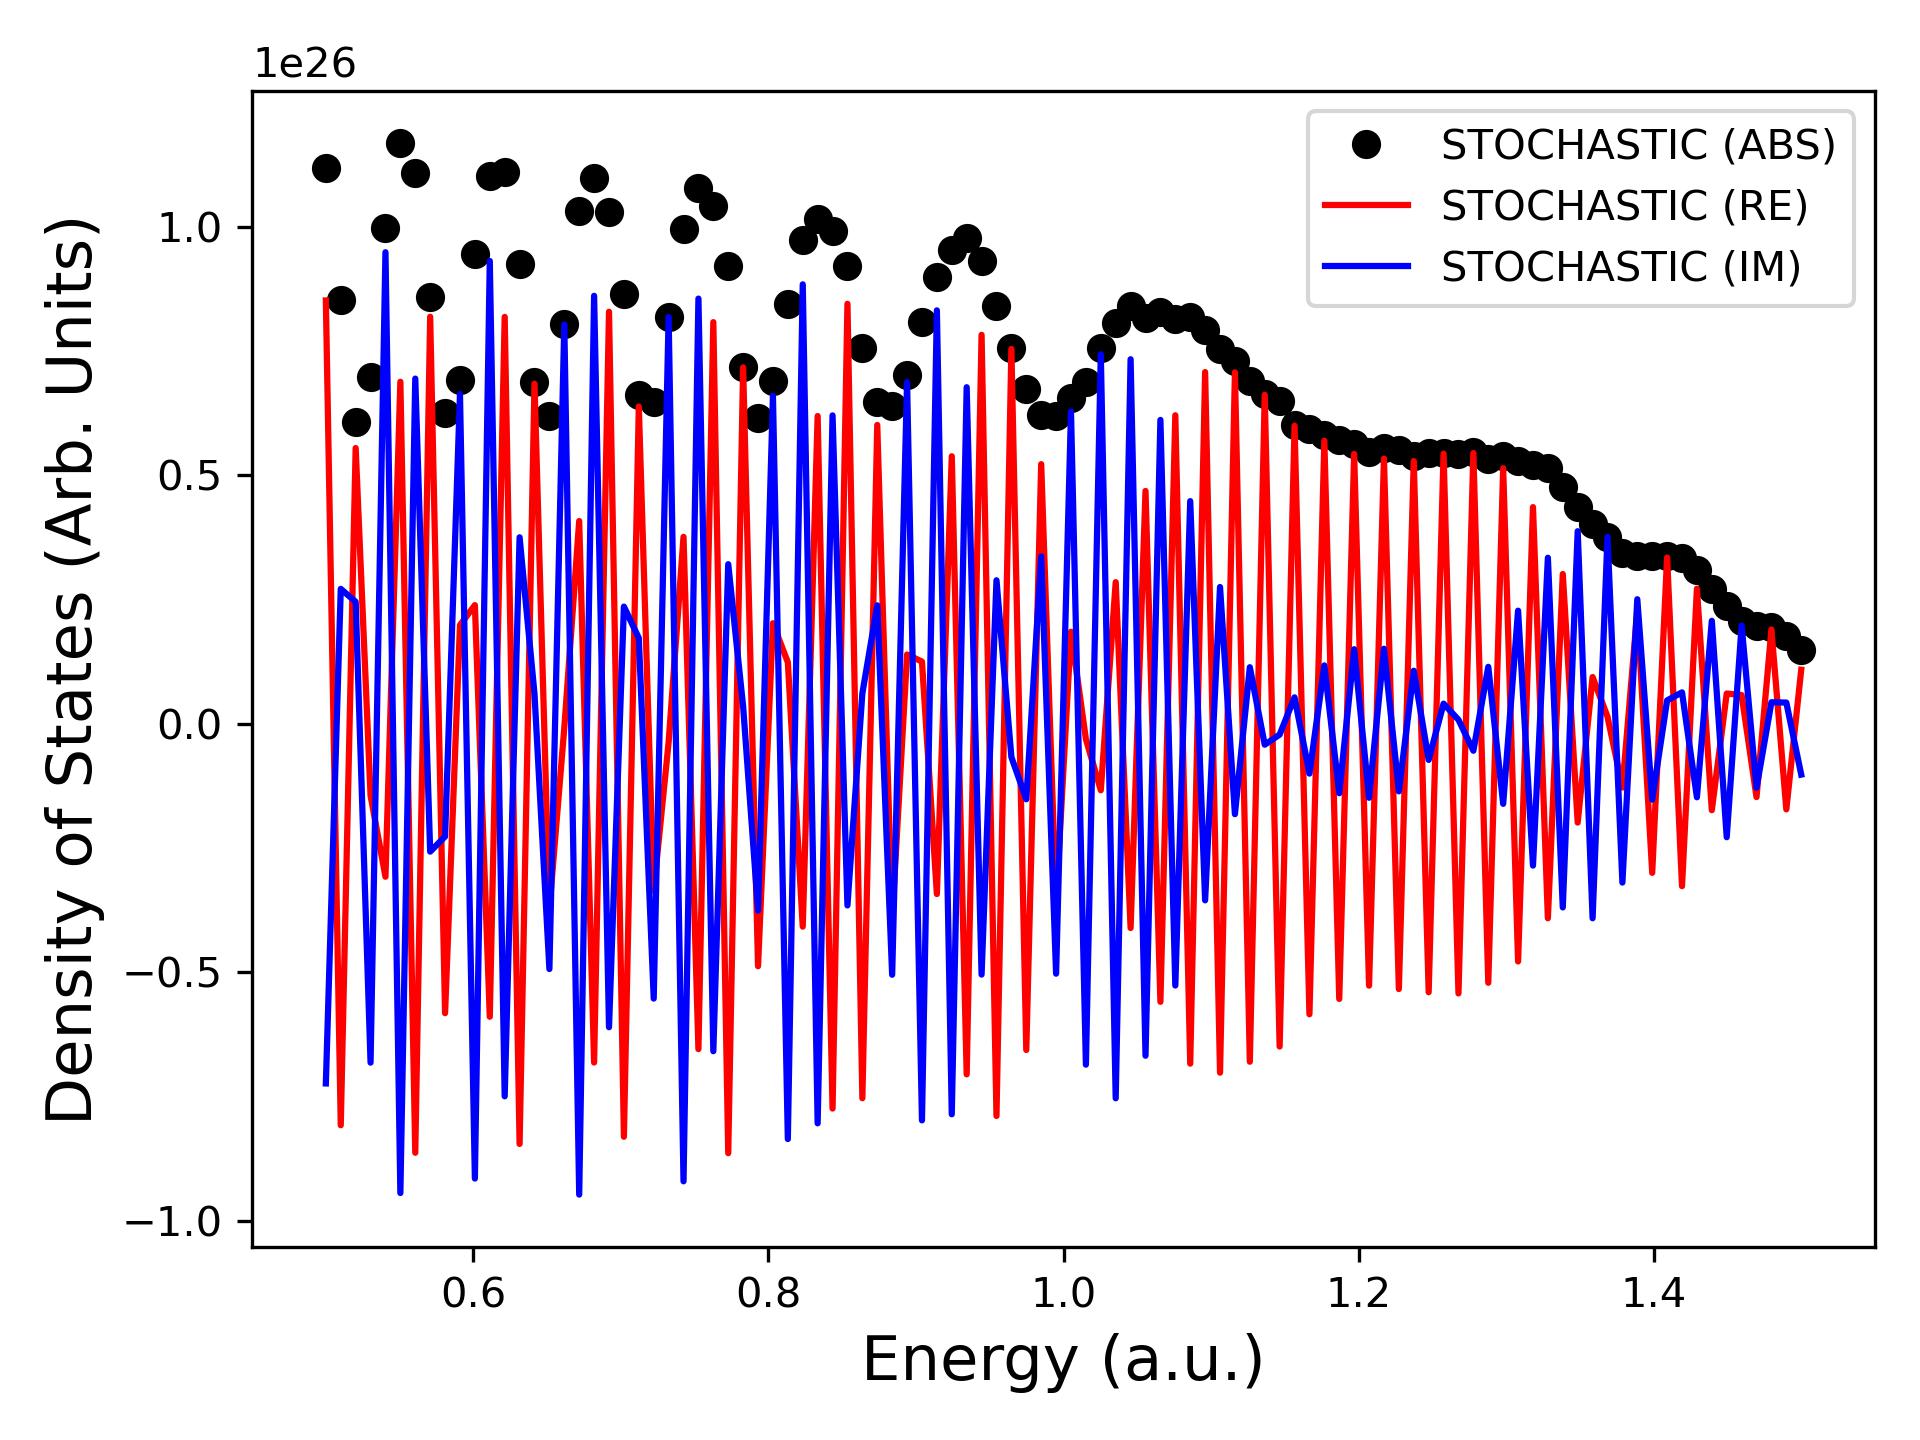 1e26
STOCHASTIC (ABS)
STOCHASTIC (RE)
STOCHASTIC (IM)
Density of States (Arb. Units)
1.0
0.5
0.0
−0.5
−1.0
0.6 0.8 1.0 1.2 1.4
Energy (a.u.)